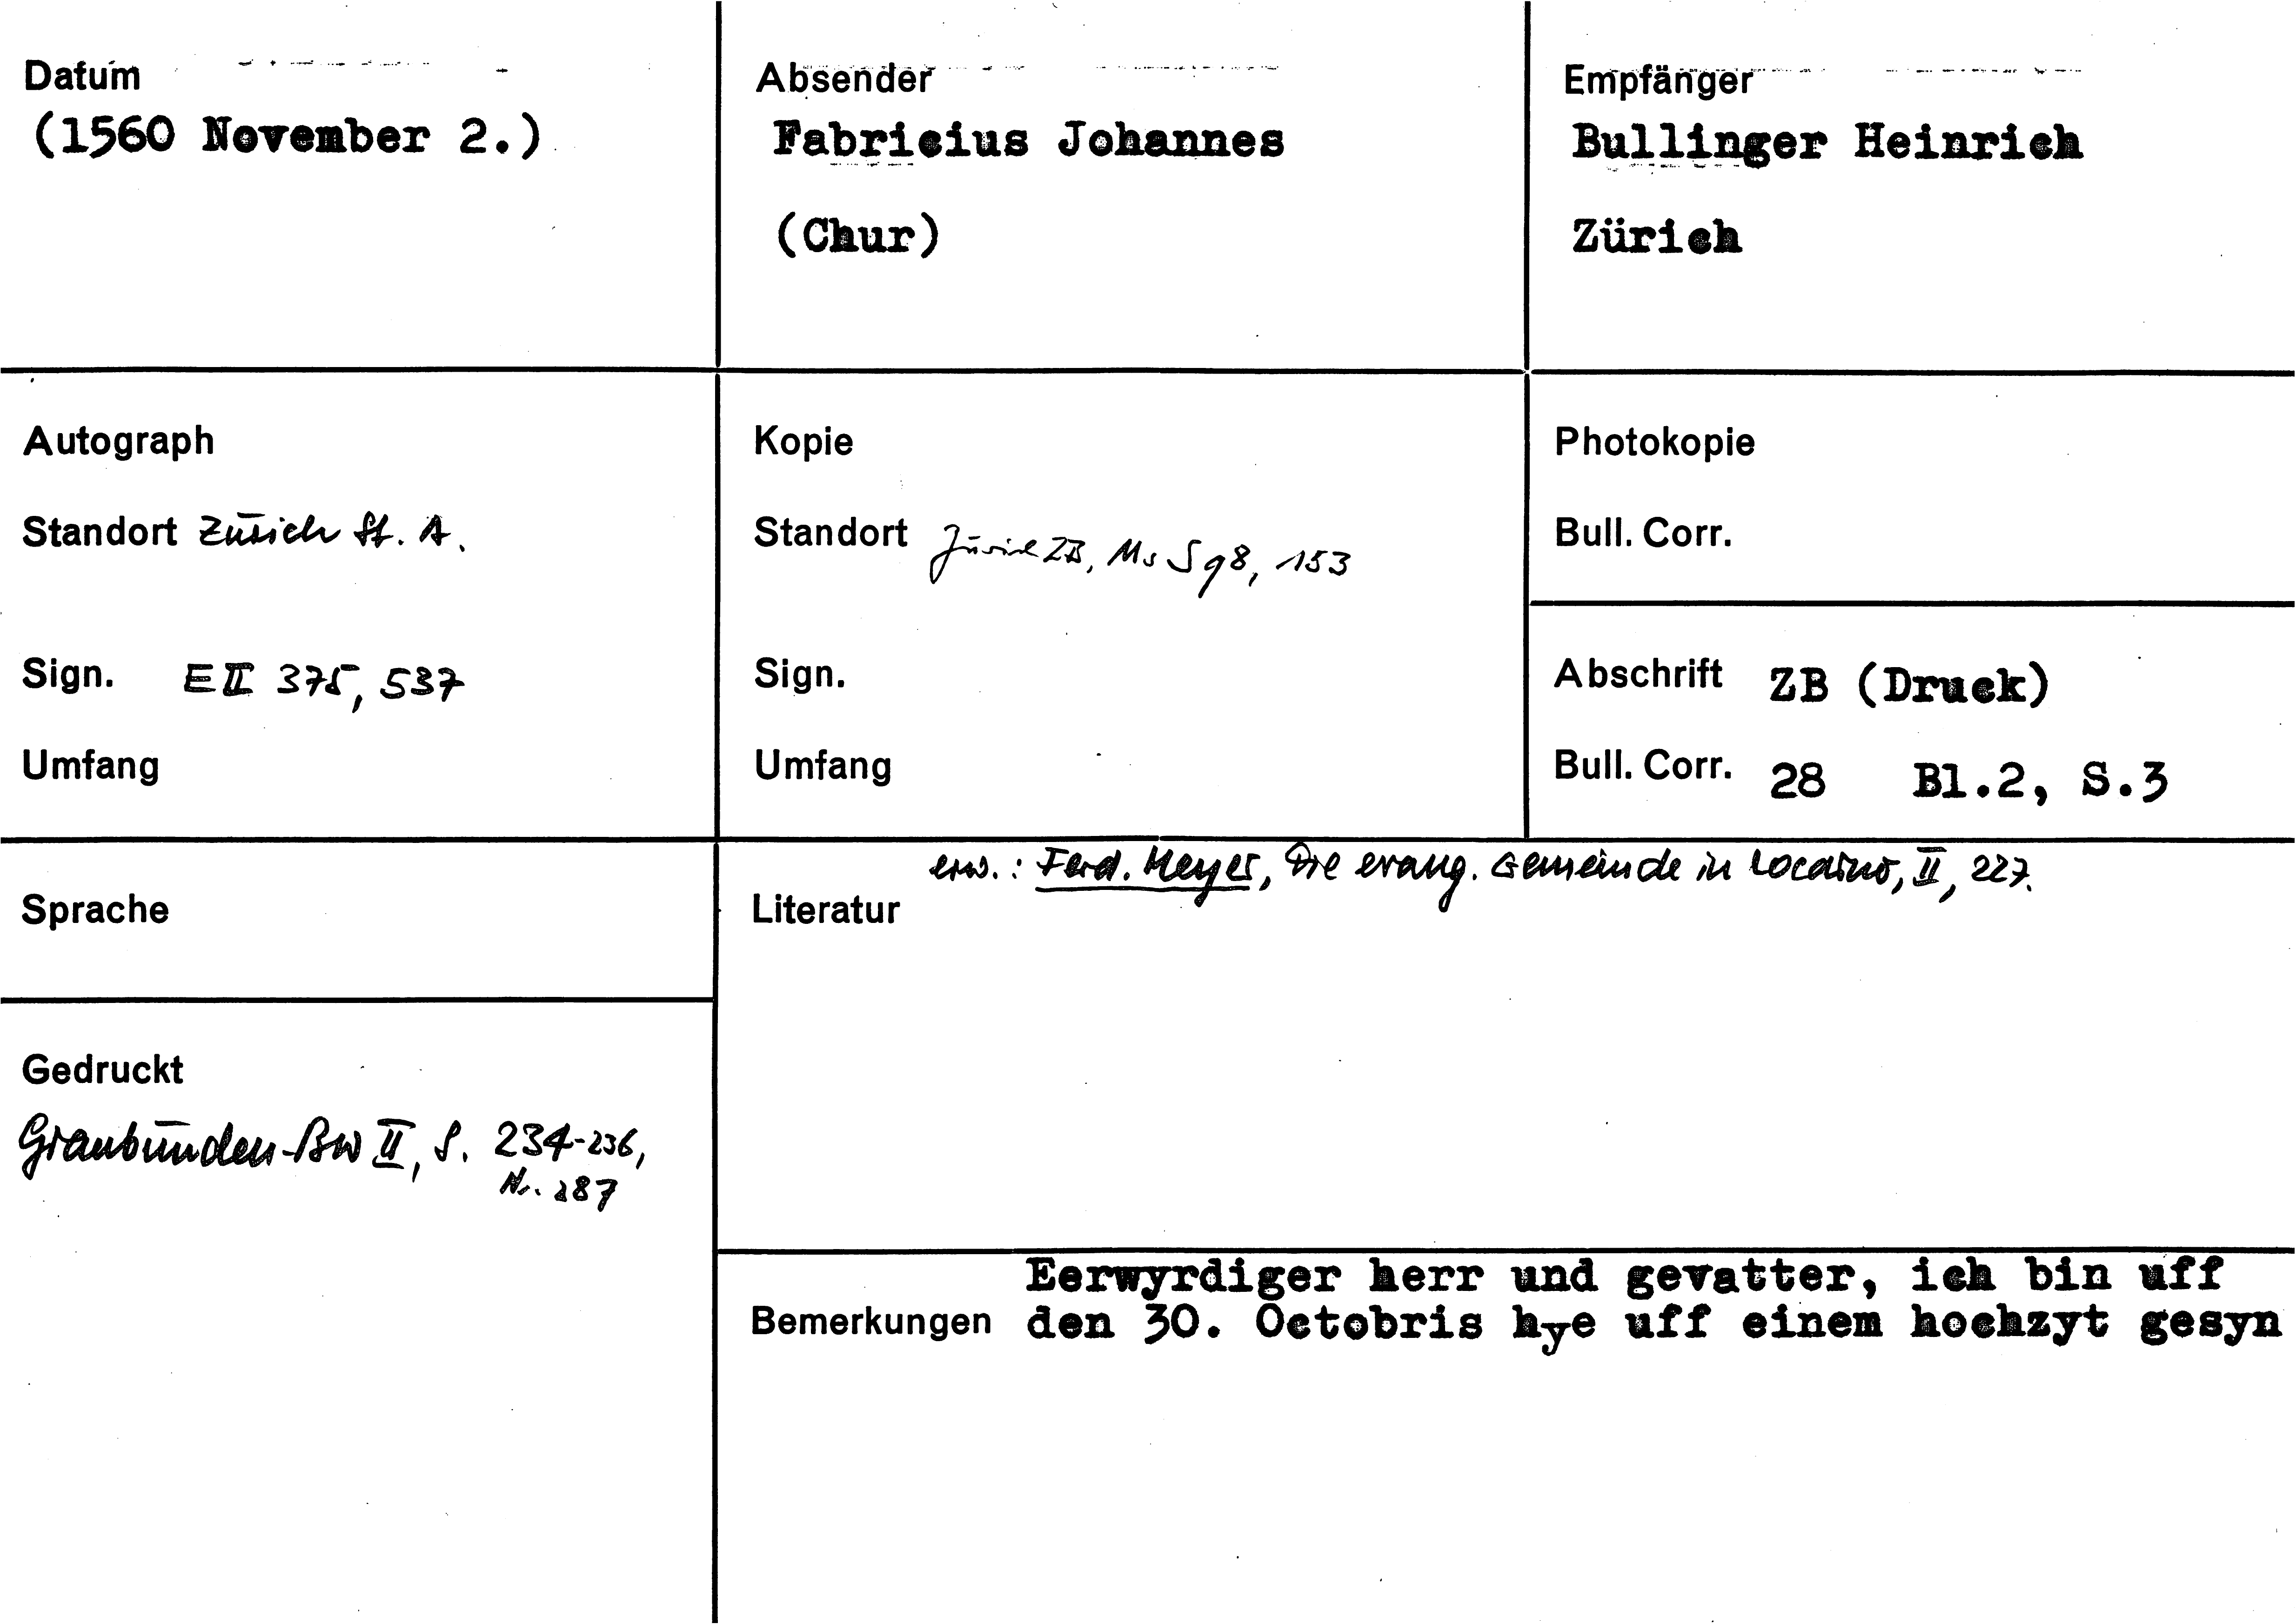 Datum
(1560 November 2.)
Absender
Fabricius Johannes
(Chur)
Empfänger
Bullinger Heinrich
Zürich
Autograph
Standort Zürich St. A.
Sign. E II 375, 537
Umfang
Kopie
Standort Zürich ZB, Ms S 98, 153
Sign.
Umfang
Photokopie
Bull. Corr.
Abschrift ZB (Druck)
Bull. Corr. 28 Bl.2, S.3
Sprache
Gedruckt
Graubünden-BW II, S. 234-236,
Nr. 287
erw.: Ferd. Meyer, Die evang. Gemeinde in Locarno, II, 227.
Literatur
Eerwyrdiger herr und gevatter, ich bin uff
Bemerkungen den 30. Octobris hye uff einem hochzyt gesyn